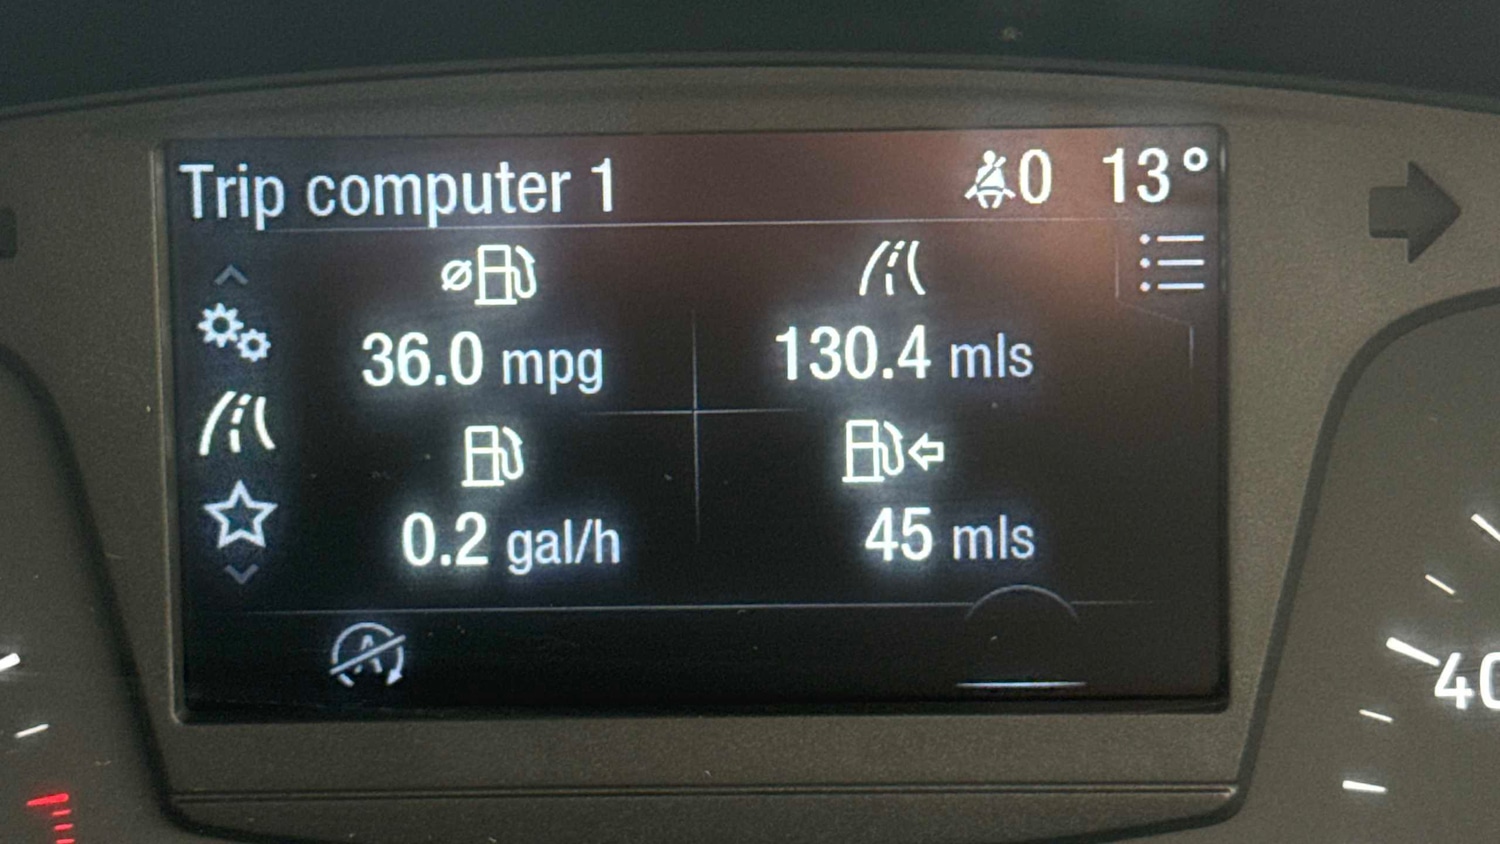 Trip computer 1 0 13°
36.0 mpg 130.4 mls
0.2 gal/h 45 mls
A
40